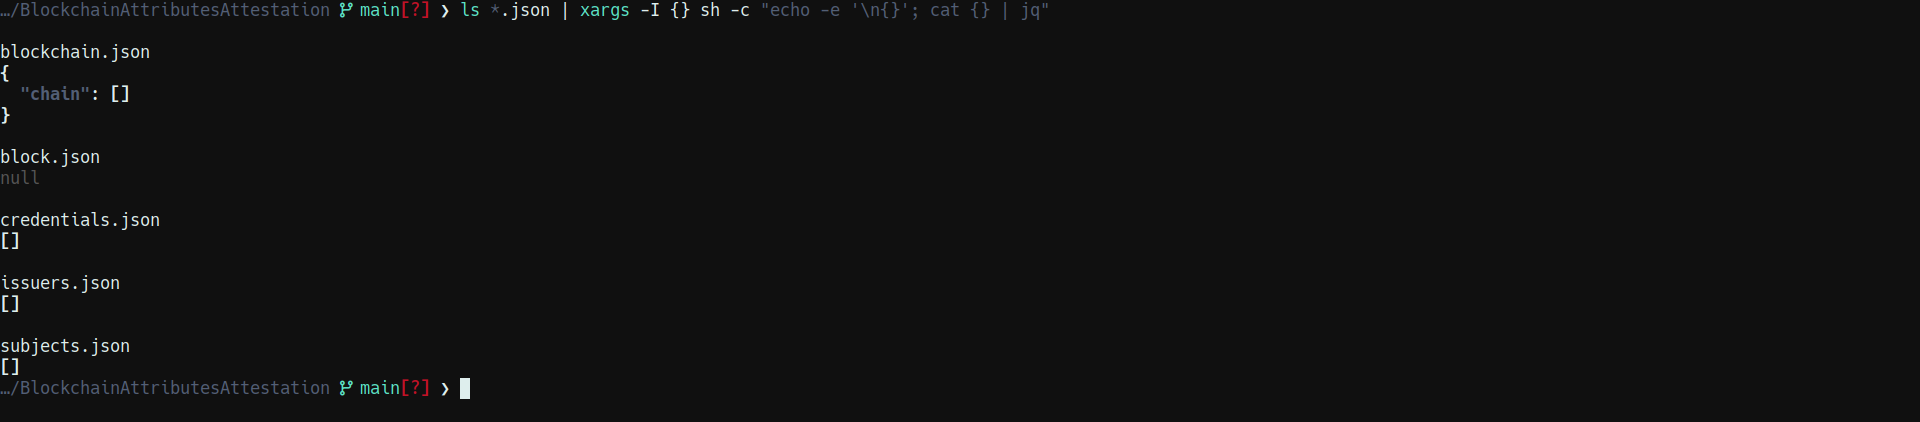 …/BlockchainAttributesAttestation main[?] ❯ ls *.json | xargs -I {} sh -c "echo -e '\n{}'; cat {} | jq"
blockchain.json
{
  "chain": []
}
block.json
null
credentials.json
[]
issuers.json
[]
subjects.json
[]
…/BlockchainAttributesAttestation main[?] ❯